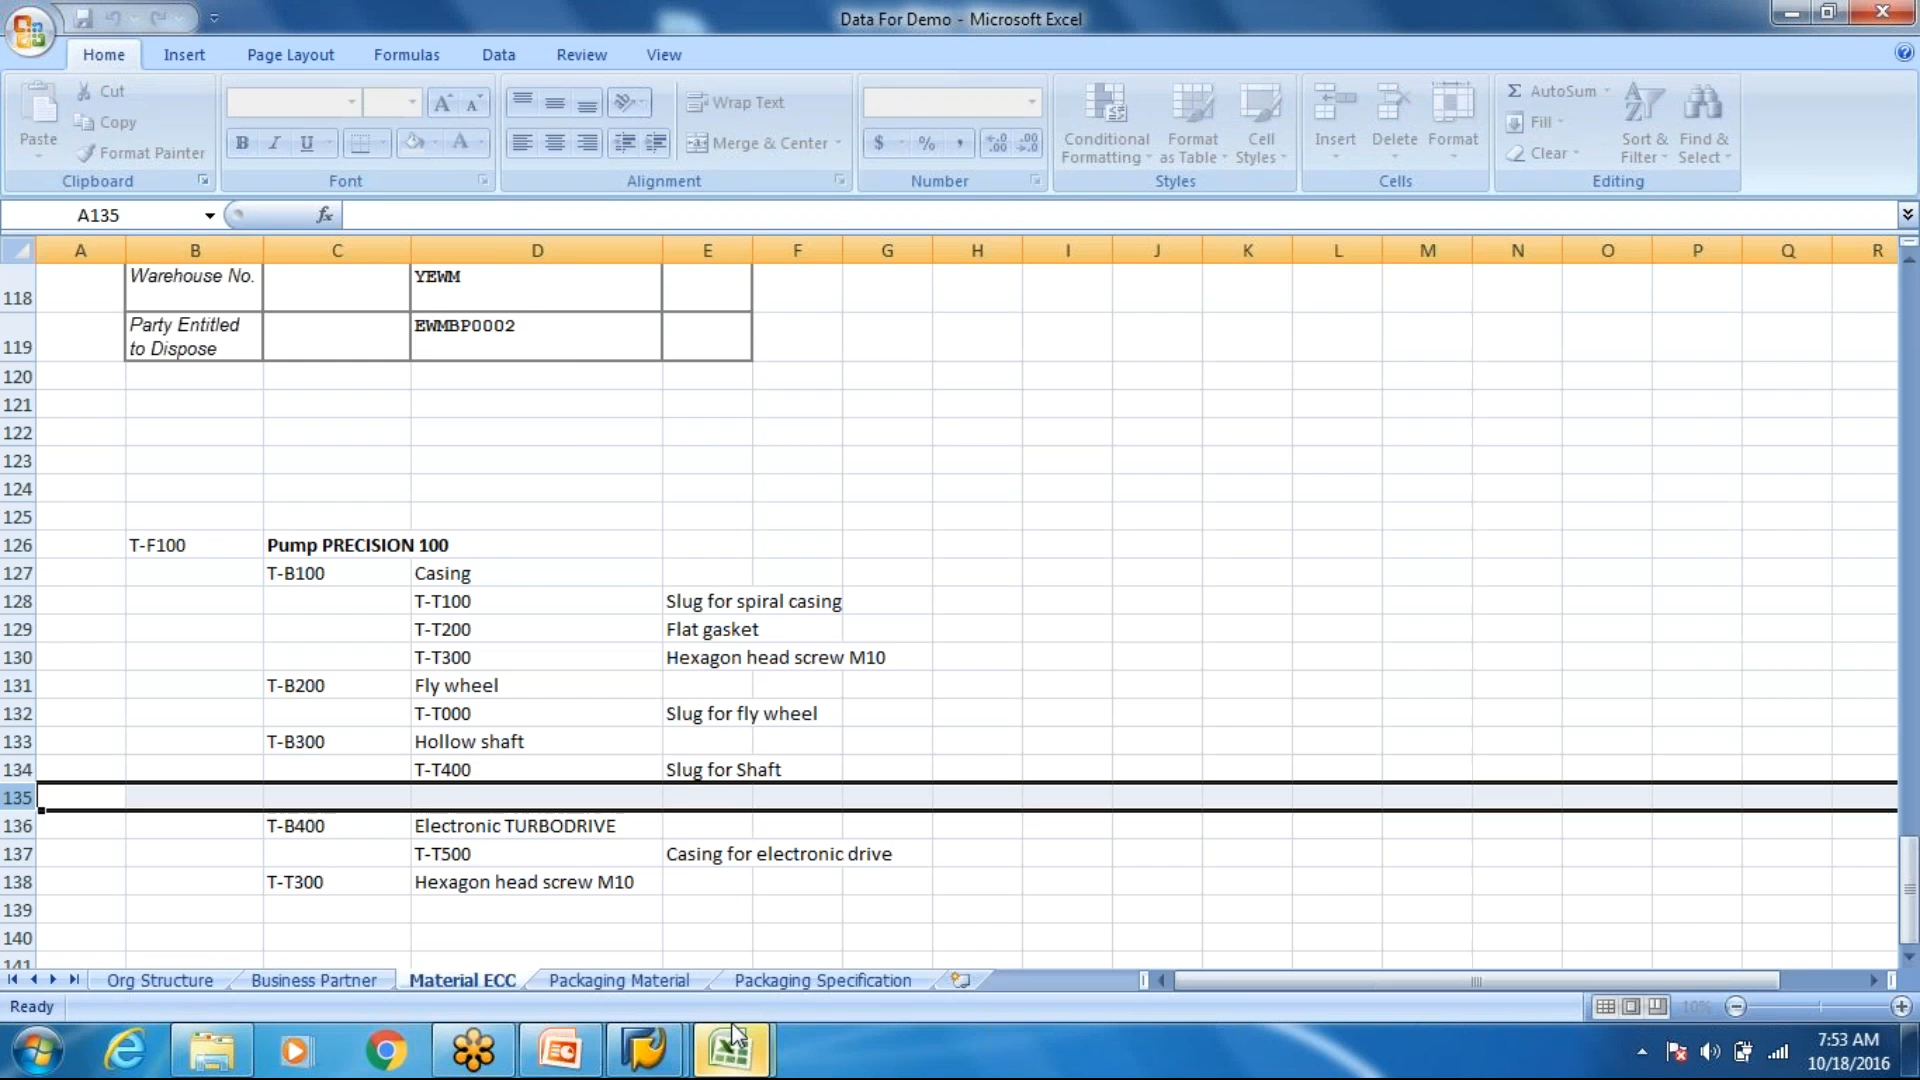 Data For Demo - Microsoft Excel
Home Insert Page Layout Formulas Data Review View
Paste
Cut
Copy
Format Painter
Clipboard
B I U
A A
A
Font
Wrap Text
Merge & Center
Alignment
$ % ,
.0 .00
.00 .0
Number
Conditional Formatting
Format as Table
Cell Styles
Styles
Insert Delete Format
Cells
Σ AutoSum
Fill
Clear
Sort & Filter
Find & Select
Editing
A135 fx
A B C D E F G H I J K L M N O P Q R
118 Warehouse No. YEWM
119 Party Entitled to Dispose EWMBP0002
120
121
122
123
124
125
126 T-F100 Pump PRECISION 100
127 T-B100 Casing
128 T-T100 Slug for spiral casing
129 T-T200 Flat gasket
130 T-T300 Hexagon head screw M10
131 T-B200 Fly wheel
132 T-T000 Slug for fly wheel
133 T-B300 Hollow shaft
134 T-T400 Slug for Shaft
135
136 T-B400 Electronic TURBODRIVE
137 T-T500 Casing for electronic drive
138 T-T300 Hexagon head screw M10
139
140
141
Org Structure Business Partner Material ECC Packaging Material Packaging Specification
Ready
10%
7:53 AM
10/18/2016